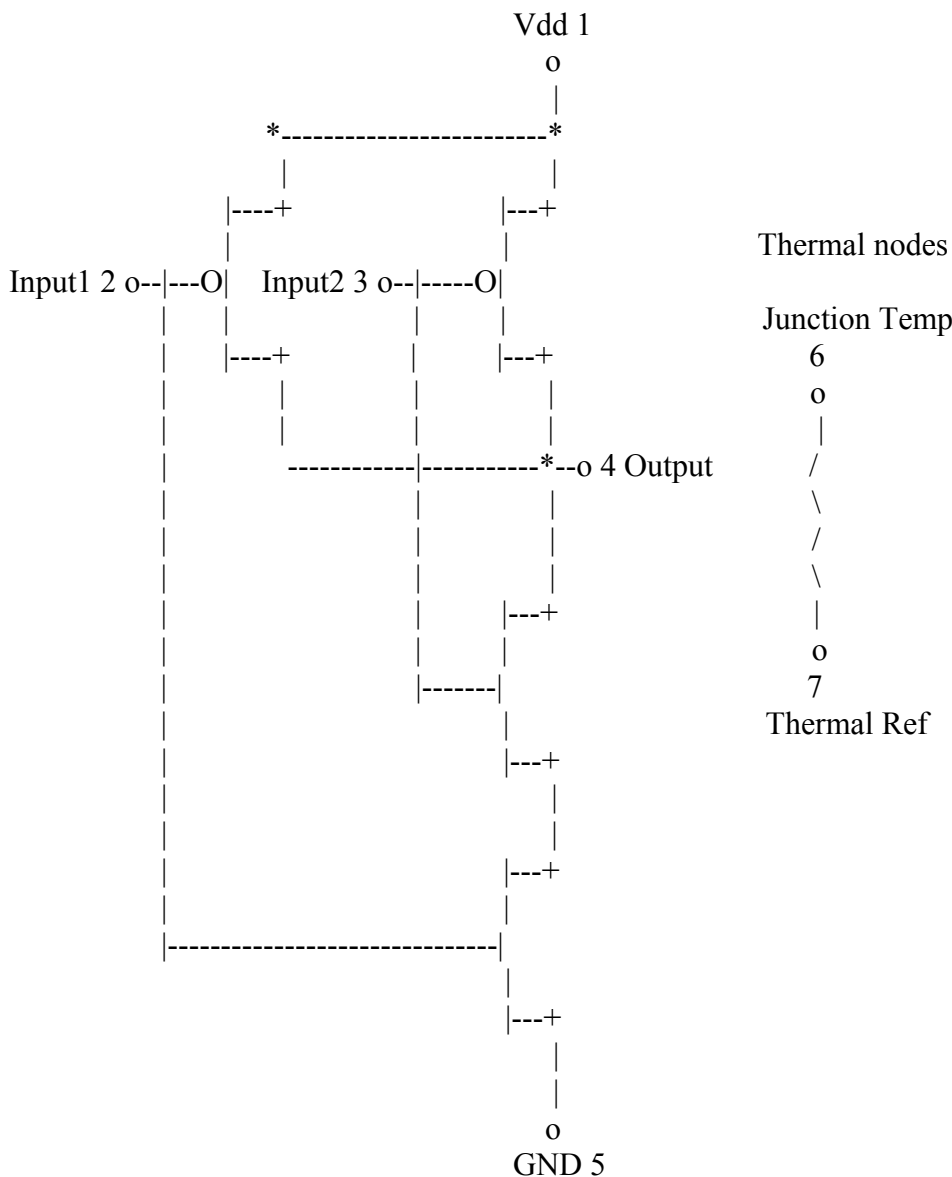 Vdd 1
o
|
*-------------------------*
| |
|----+ |---+
| | Thermal nodes
Input1 2 o--|---O| Input2 3 o--|-----O|
| | | | Junction Temp
| |----+ | |---+ 6
| | | | o
| | | | |
| ------------|-----------*--o 4 Output /
| | | \
| | | /
| | | \
| | |---+ |
| | | o
| |-------| 7
| | Thermal Ref
| |---+
| |
| |
| |---+
| |
|-------------------------------|
|
|---+
|
|
o
GND 5